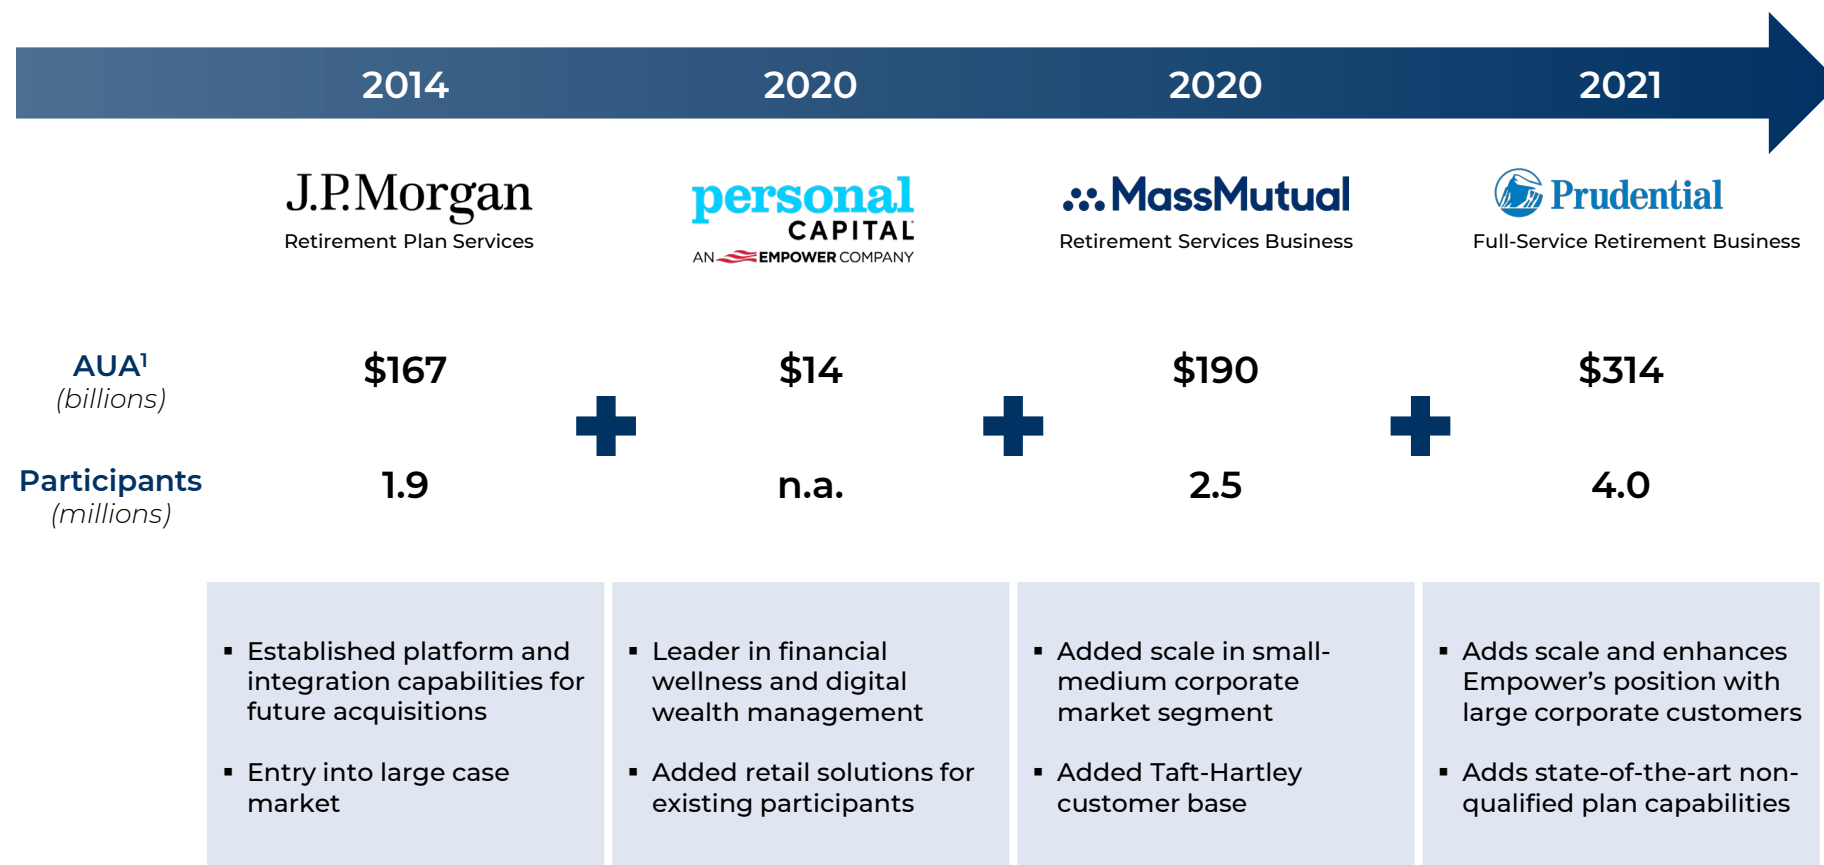 2014 2020 2020 2021
J.P.Morgan
Retirement Plan Services
personal
CAPITAL
AN EMPOWER COMPANY
MassMutual
Retirement Services Business
Prudential
Full-Service Retirement Business
AUA¹ $167 $14 $190 $314
(billions)
Participants 1.9 n.a. 2.5 4.0
(millions)
▪ Established platform and
integration capabilities for
future acquisitions
▪ Entry into large case
market
▪ Leader in financial
wellness and digital
wealth management
▪ Added retail solutions for
existing participants
▪ Added scale in small-
medium corporate
market segment
▪ Added Taft-Hartley
customer base
▪ Adds scale and enhances
Empower’s position with
large corporate customers
▪ Adds state-of-the-art non-
qualified plan capabilities